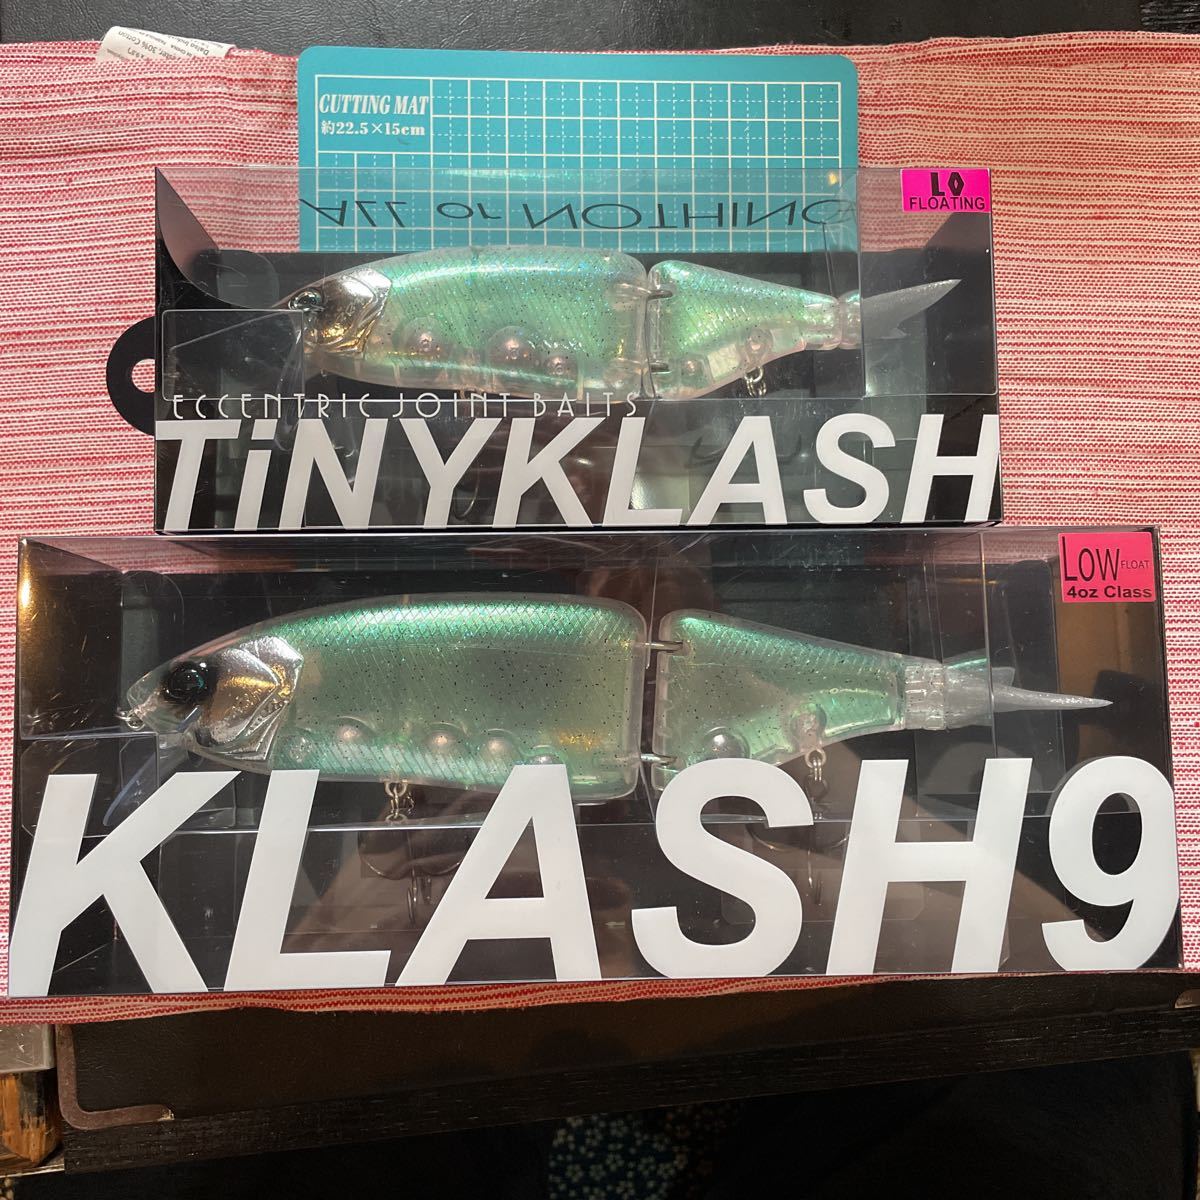 CUTTING MAT
約22.5×15cm
ALL or NOTHING
LO
FLOATING
ECCENTRIC JOINT BAITS
TiNYKLASH
LOW FLOAT
4oz Class
KLASH9